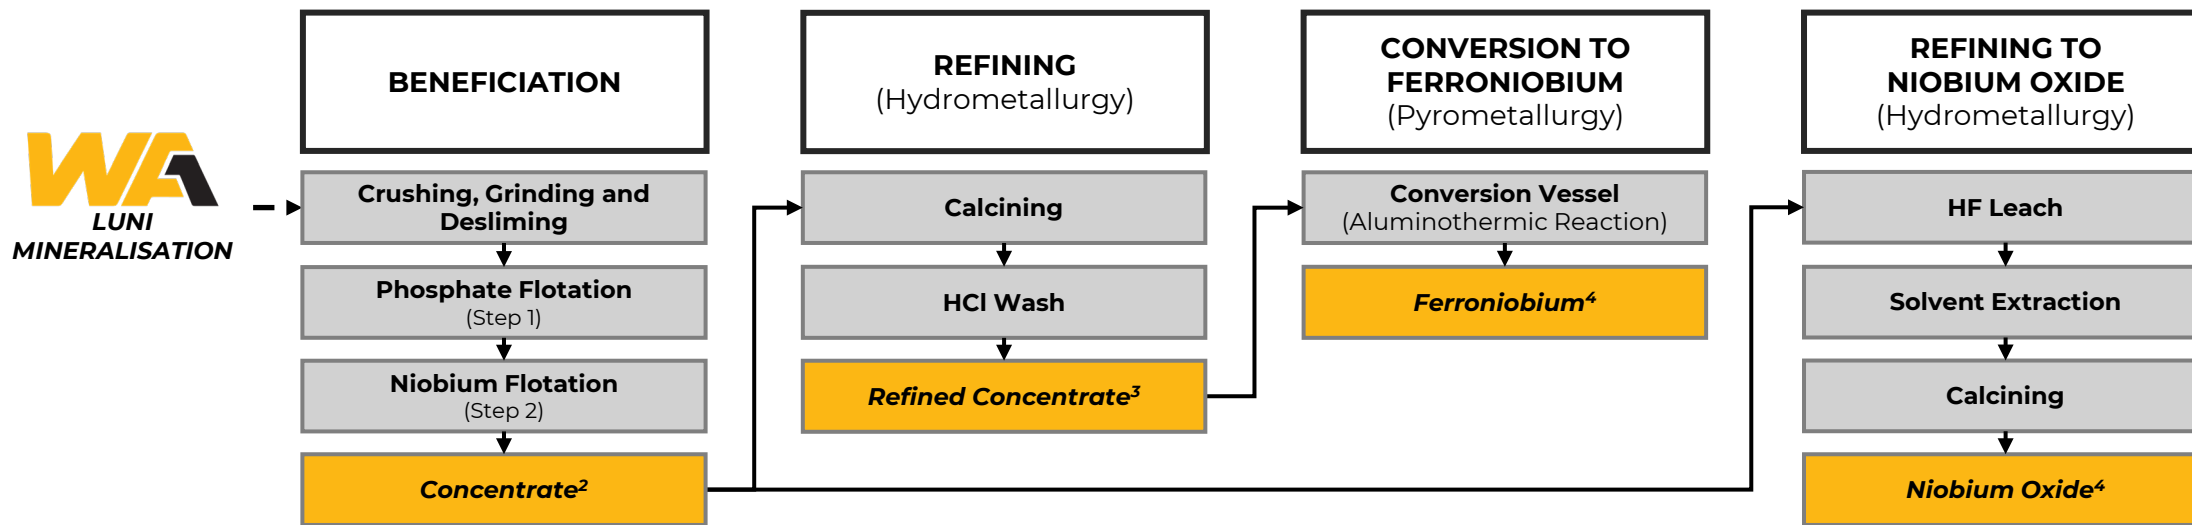 WA1
LUNI
MINERALISATION
BENEFICIATION
Crushing, Grinding and
Desliming
Phosphate Flotation
(Step 1)
Niobium Flotation
(Step 2)
Concentrate²
REFINING
(Hydrometallurgy)
Calcining
HCl Wash
Refined Concentrate³
CONVERSION TO
FERRONIOBIUM
(Pyrometallurgy)
Conversion Vessel
(Aluminothermic Reaction)
Ferroniobium⁴
REFINING TO
NIOBIUM OXIDE
(Hydrometallurgy)
HF Leach
Solvent Extraction
Calcining
Niobium Oxide⁴